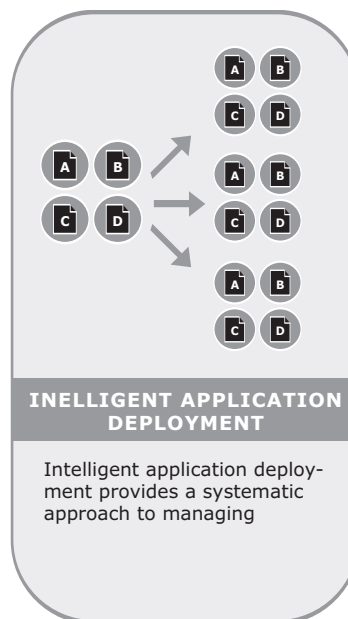 A B
C D
A B
C D
A B
C D
A B
C D
INELLIGENT APPLICATION
DEPLOYMENT
Intelligent application deploy-
ment provides a systematic
approach to managing